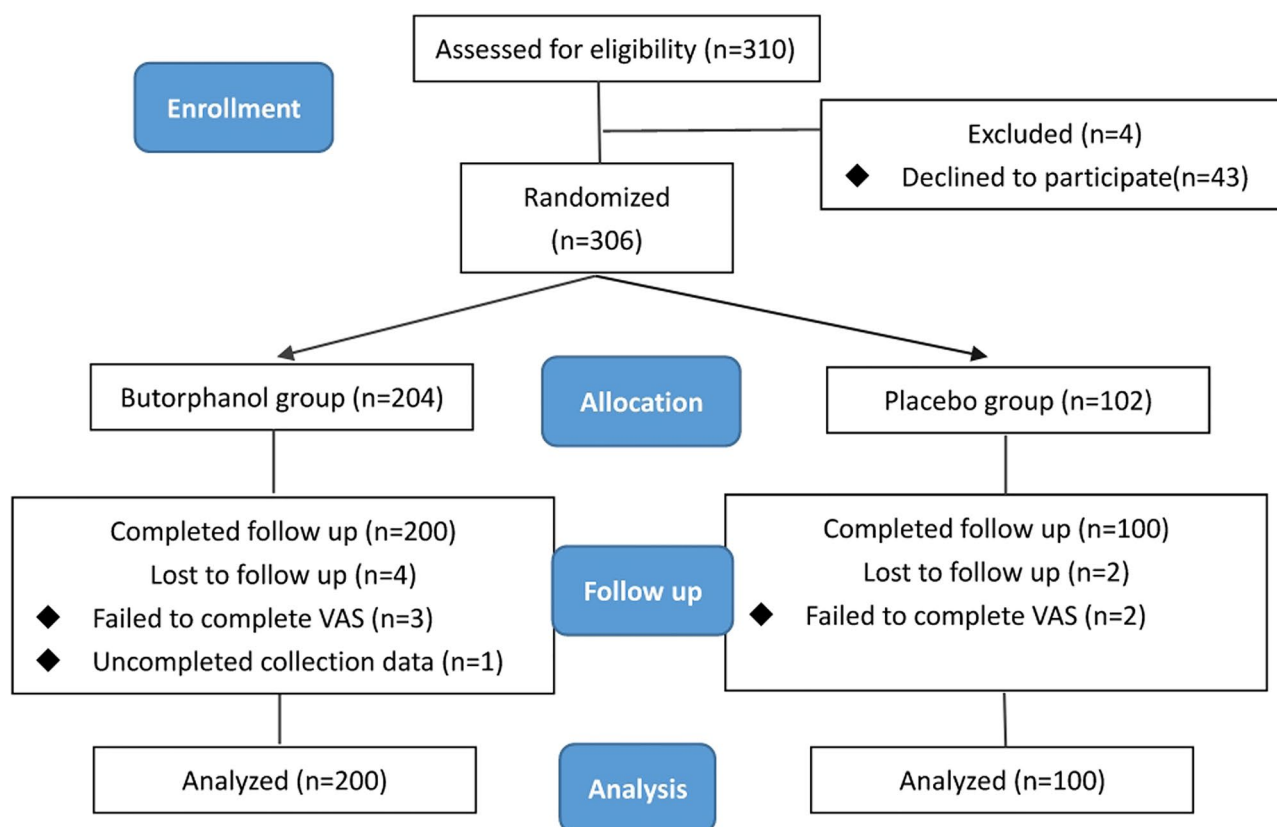 Assessed for eligibility (n=310)
Enrollment
Excluded (n=4)
◆ Declined to participate(n=43)
Randomized
(n=306)
Butorphanol group (n=204)
Allocation
Placebo group (n=102)
Completed follow up (n=200)
Lost to follow up (n=4)
◆ Failed to complete VAS (n=3)
◆ Uncompleted collection data (n=1)
Follow up
Completed follow up (n=100)
Lost to follow up (n=2)
◆ Failed to complete VAS (n=2)
Analyzed (n=200)
Analysis
Analyzed (n=100)